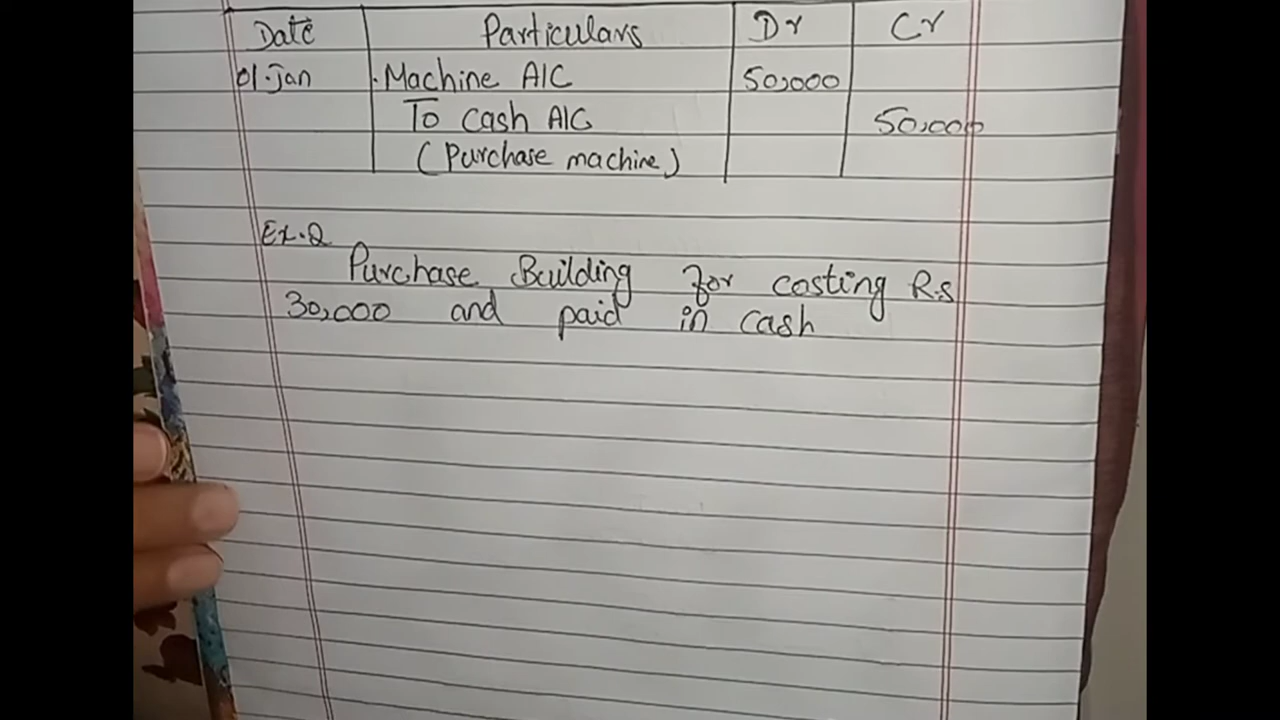 Date Particulars Dr Cr
01.Jan Machine A/C 50,000
To cash A/C 50,000
(Purchase machine)
Ex.2
Purchase Building for costing R.s
30,000 and paid in cash